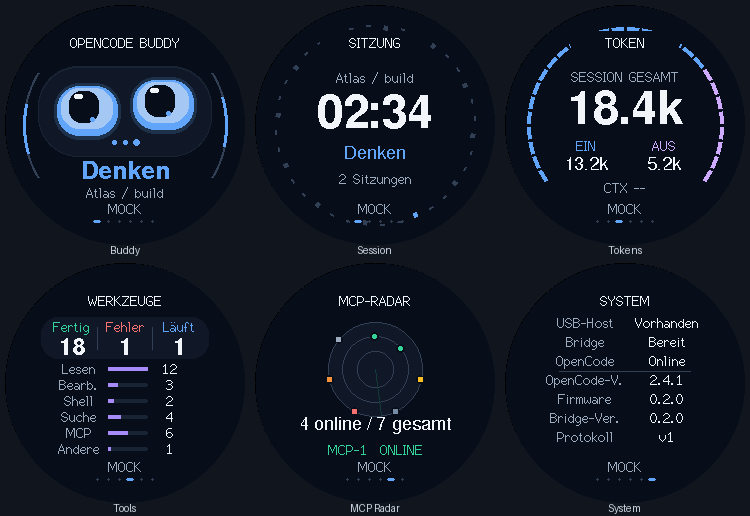 OPENCODE BUDDY
Denken
Atlas / build
MOCK
Buddy
SITZUNG
Atlas / build
02:34
Denken
2 Sitzungen
MOCK
Session
TOKEN
SESSION GESAMT
18.4k
EIN AUS
13.2k 5.2k
CTX --
MOCK
Tokens
WERKZEUGE
Fertig Fehler Läuft
18 1 1
Lesen 12
Bearb. 3
Shell 2
Suche 4
MCP 6
Andere 1
MOCK
Tools
MCP-RADAR
4 online / 7 gesamt
MCP-1 ONLINE
MOCK
MCP Radar
SYSTEM
USB-Host Vorhanden
Bridge Bereit
OpenCode Online
OpenCode-V. 2.4.1
Firmware 0.2.0
Bridge-Ver. 0.2.0
Protokoll v1
MOCK
System